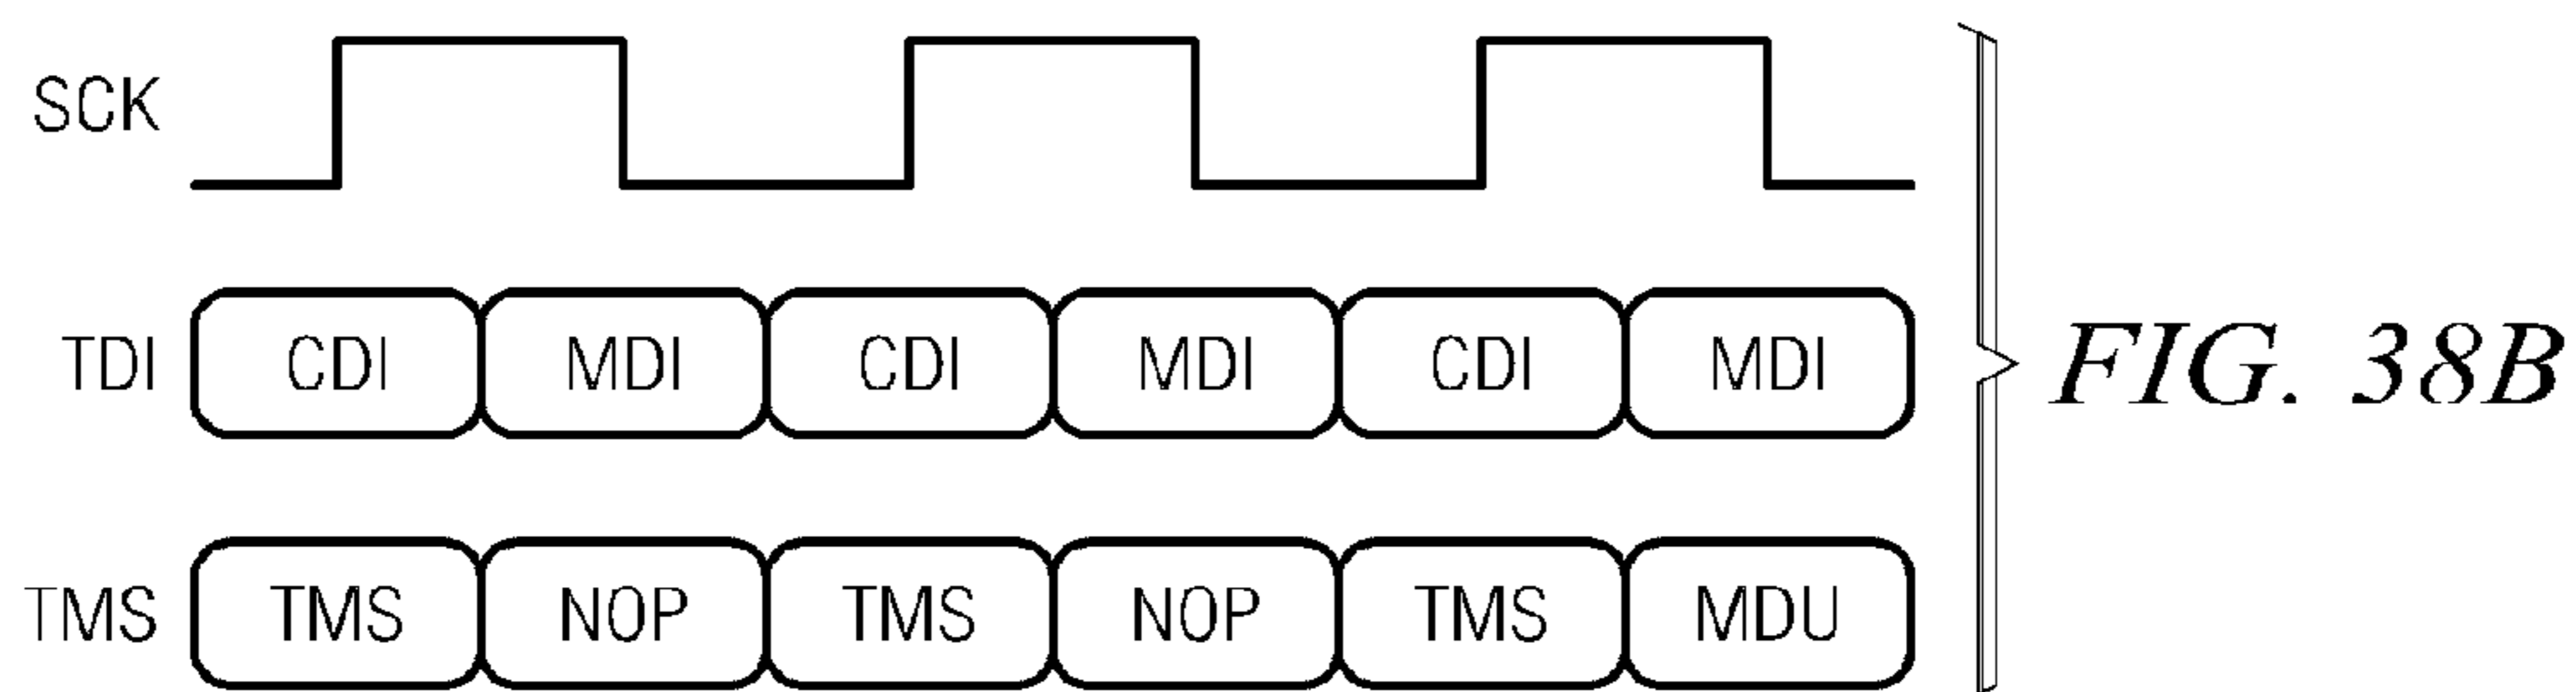 SCK
TDI CDI MDI CDI MDI CDI MDI
FIG. 38B
TMS TMS NOP TMS NOP TMS MDU